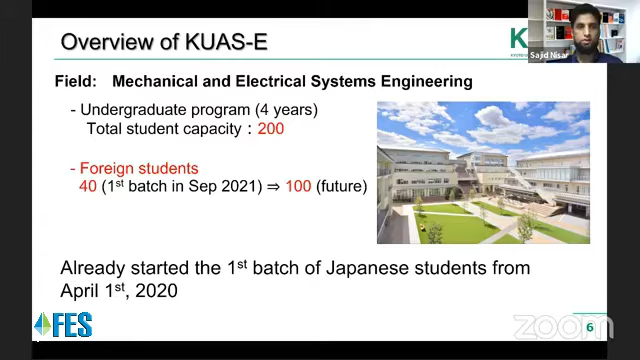 Overview of KUAS-E
K
Sajid Nisar
Field: Mechanical and Electrical Systems Engineering
- Undergraduate program (4 years)
Total student capacity：200
- Foreign students
40 (1st batch in Sep 2021) ⇒ 100 (future)
Already started the 1st batch of Japanese students from
April 1st, 2020
FES
zoom
6